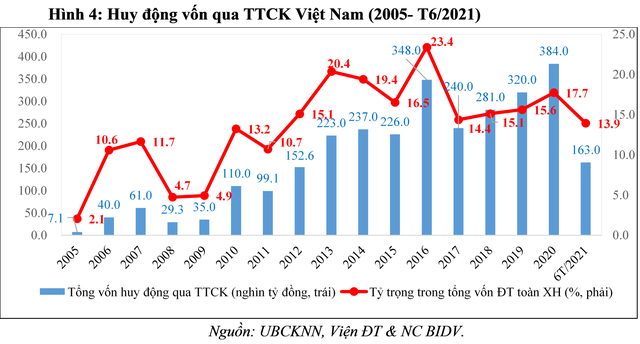 Hình 4: Huy động vốn qua TTCK Việt Nam (2005- T6/2021)
450.0 400.0 350.0 300.0 250.0 200.0 150.0 100.0 50.0 0.0
25.0 20.0 15.0 10.0 5.0 0.0
7.1 40.0 61.0 29.3 35.0 110.0 99.1 152.6 223.0 237.0 226.0 348.0 240.0 281.0 320.0 384.0 163.0
2.1 10.6 11.7 4.7 4.9 13.2 10.7 15.1 20.4 19.4 16.5 23.4 14.4 15.1 15.6 17.7 13.9
2005 2006 2007 2008 2009 2010 2011 2012 2013 2014 2015 2016 2017 2018 2019 2020 6T/2021
Tổng vốn huy động qua TTCK (nghìn tỷ đồng, trái) Tỷ trọng trong tổng vốn ĐT toàn XH (%, phải)
Nguồn: UBCKNN, Viện ĐT & NC BIDV.